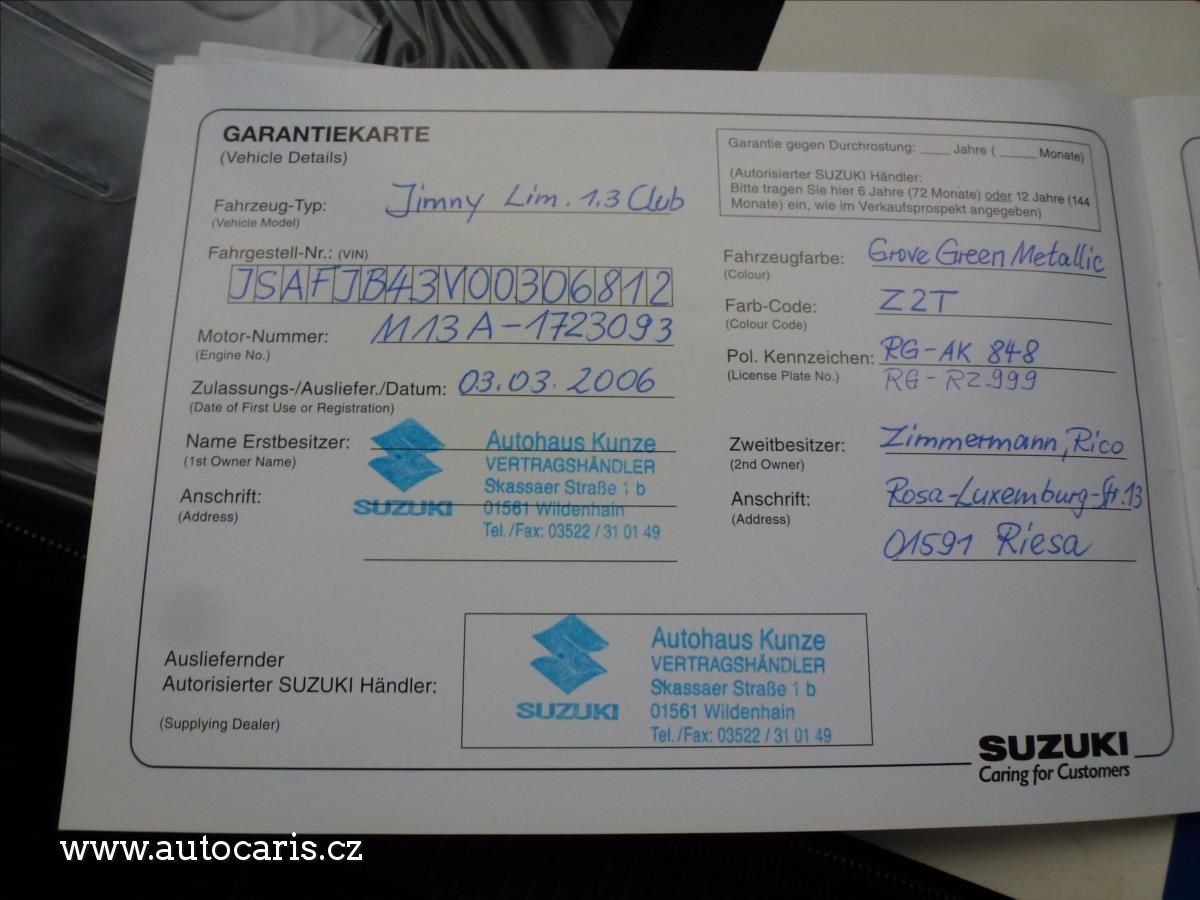 GARANTIEKARTE
(Vehicle Details)
Fahrzeug-Typ: Jimny Lim. 1.3 Club
(Vehicle Model)
Fahrgestell-Nr.: (VIN)
JSAFJB43V00306812
Motor-Nummer: M13A-1723093
(Engine No.)
Zulassungs-/Ausliefer./Datum: 03.03.2006
(Date of First Use or Registration)
Name Erstbesitzer:
(1st Owner Name)
Anschrift:
(Address)
SUZUKI
Autohaus Kunze
VERTRAGSHÄNDLER
Skassaer Straße 1 b
01561 Wildenhain
Tel./Fax: 03522 / 31 01 49
Garantie gegen Durchrostung: ____ Jahre ( _____ Monate)
(Autorisierter SUZUKI Händler:
Bitte tragen Sie hier 6 Jahre (72 Monate) oder 12 Jahre (144
Monate) ein, wie im Verkaufsprospekt angegeben)
Fahrzeugfarbe: Grove Green Metallic
(Colour)
Farb-Code: Z2T
(Colour Code)
Pol. Kennzeichen: RG-AK 848
(License Plate No.) RG-RZ 999
Zweitbesitzer: Zimmermann, Rico
(2nd Owner)
Anschrift: Rosa-Luxemburg-Str. 13
(Address)
01591 Riesa
Ausliefernder
Autorisierter SUZUKI Händler:
(Supplying Dealer)
SUZUKI
Autohaus Kunze
VERTRAGSHÄNDLER
Skassaer Straße 1 b
01561 Wildenhain
Tel./Fax: 03522 / 31 01 49
SUZUKI
Caring for Customers
www.autocaris.cz